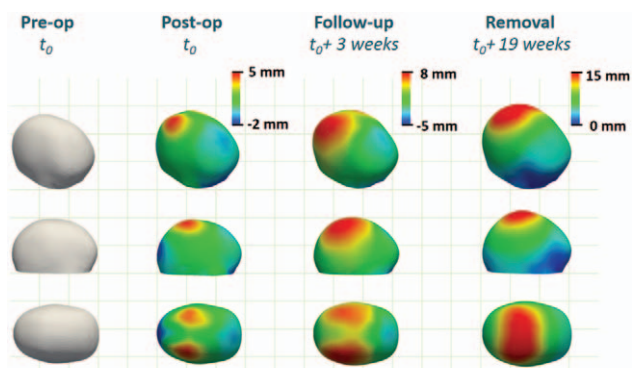 Pre-op Post-op Follow-up Removal
t₀ t₀ t₀+ 3 weeks t₀+ 19 weeks
5 mm 8 mm 15 mm
-2 mm -5 mm 0 mm